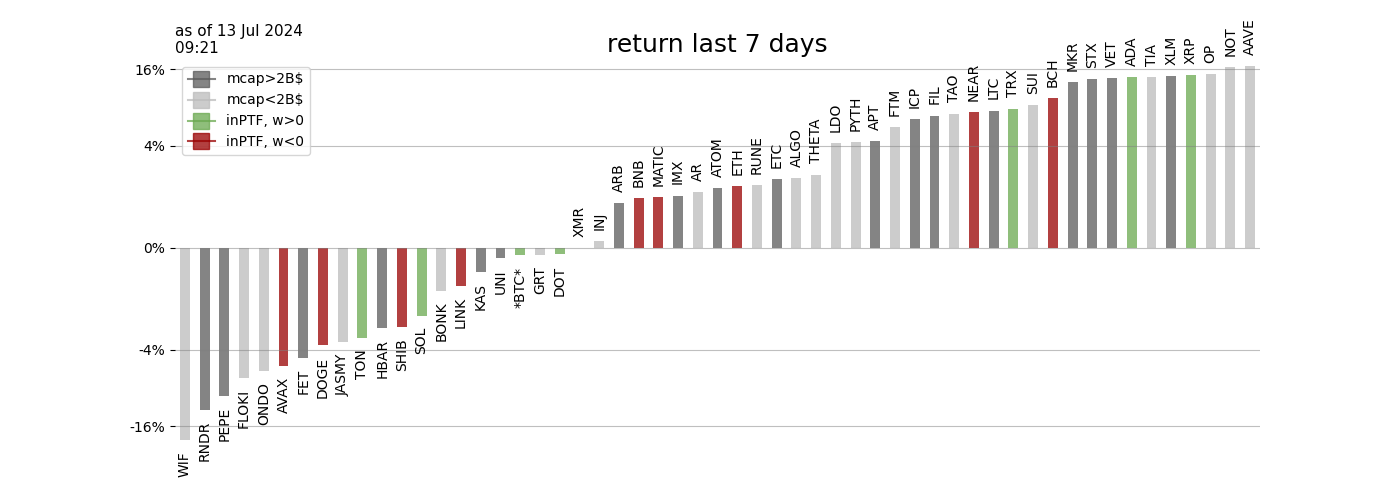 as of 13 Jul 2024
09:21
return last 7 days
mcap>2B$
mcap<2B$
inPTF, w>0
inPTF, w<0
16%
4%
0%
-4%
-16%
WIF
RNDR
PEPE
FLOKI
ONDO
AVAX
FET
DOGE
JASMY
TON
HBAR
SHIB
SOL
BONK
LINK
KAS
UNI
*BTC*
GRT
DOT
XMR
INJ
ARB
BNB
MATIC
IMX
AR
ATOM
ETH
RUNE
ETC
ALGO
THETA
LDO
PYTH
APT
FTM
ICP
FIL
TAO
NEAR
LTC
TRX
SUI
BCH
MKR
STX
VET
ADA
TIA
XLM
XRP
OP
NOT
AAVE